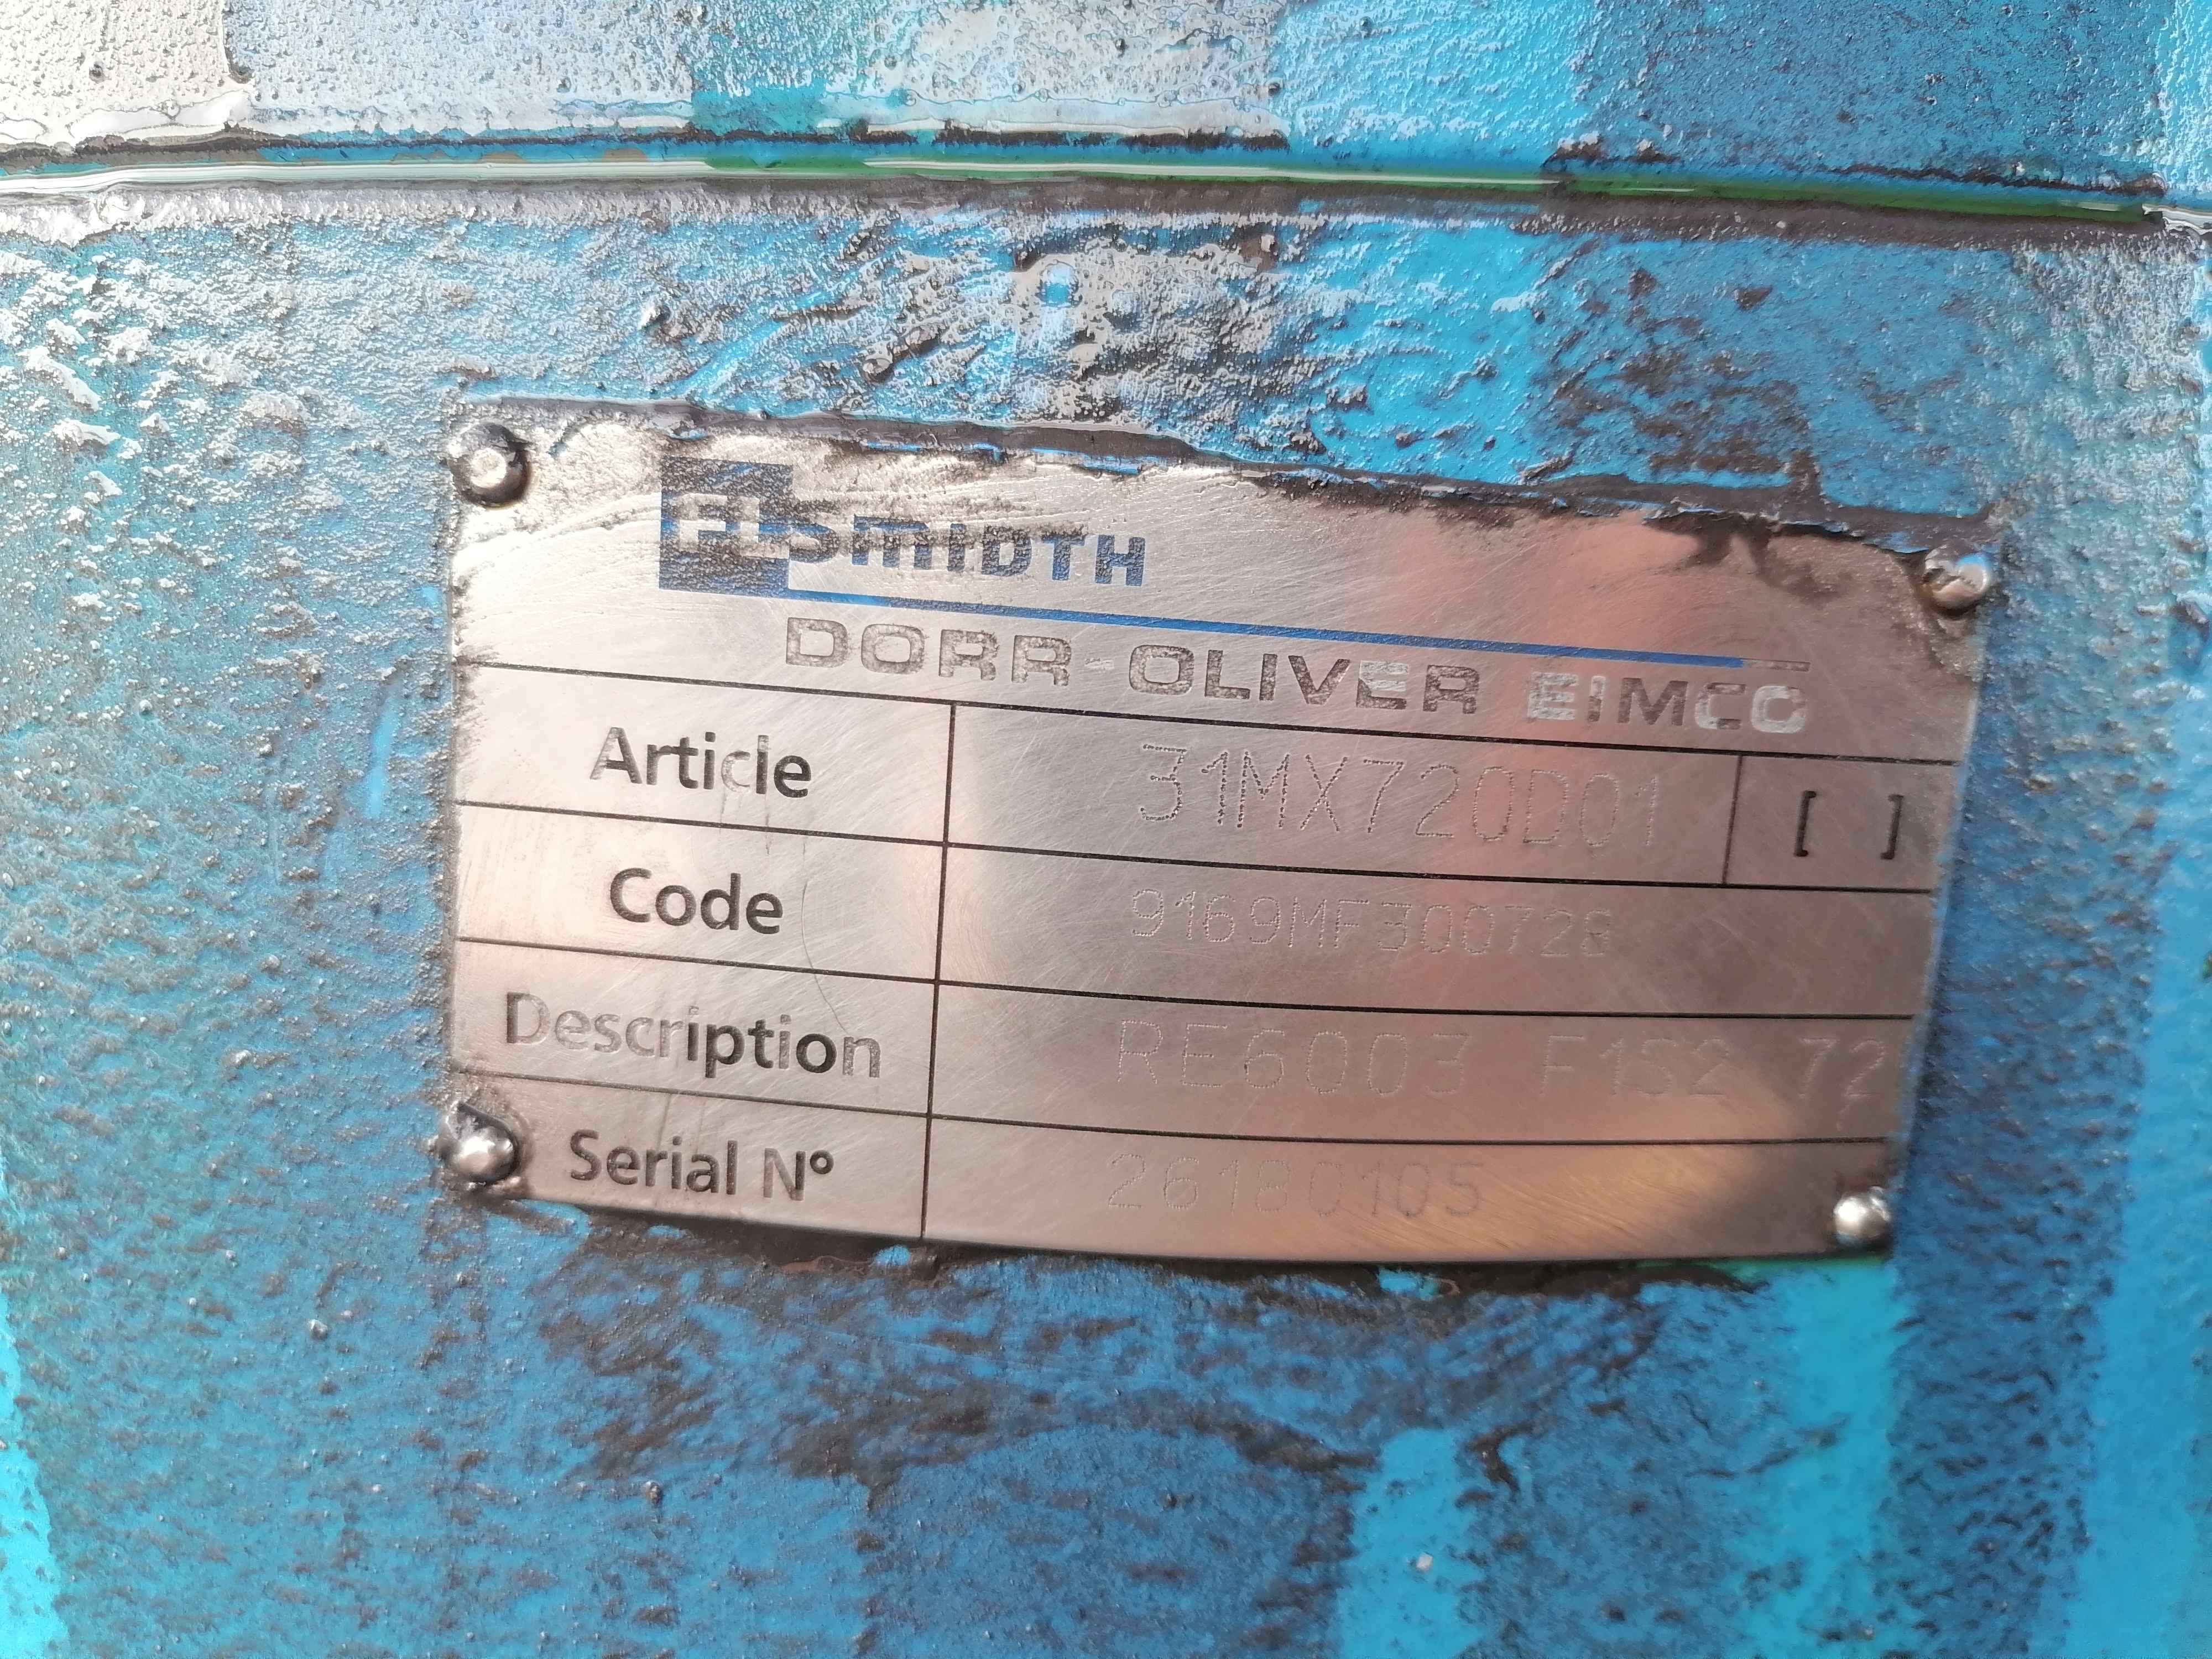 FLSMIDTH
DORR-OLIVER EIMCO
Article 31MX720D01 [ ]
Code 9169MF300728
Description RE6003 F152 72
Serial N° 26180105